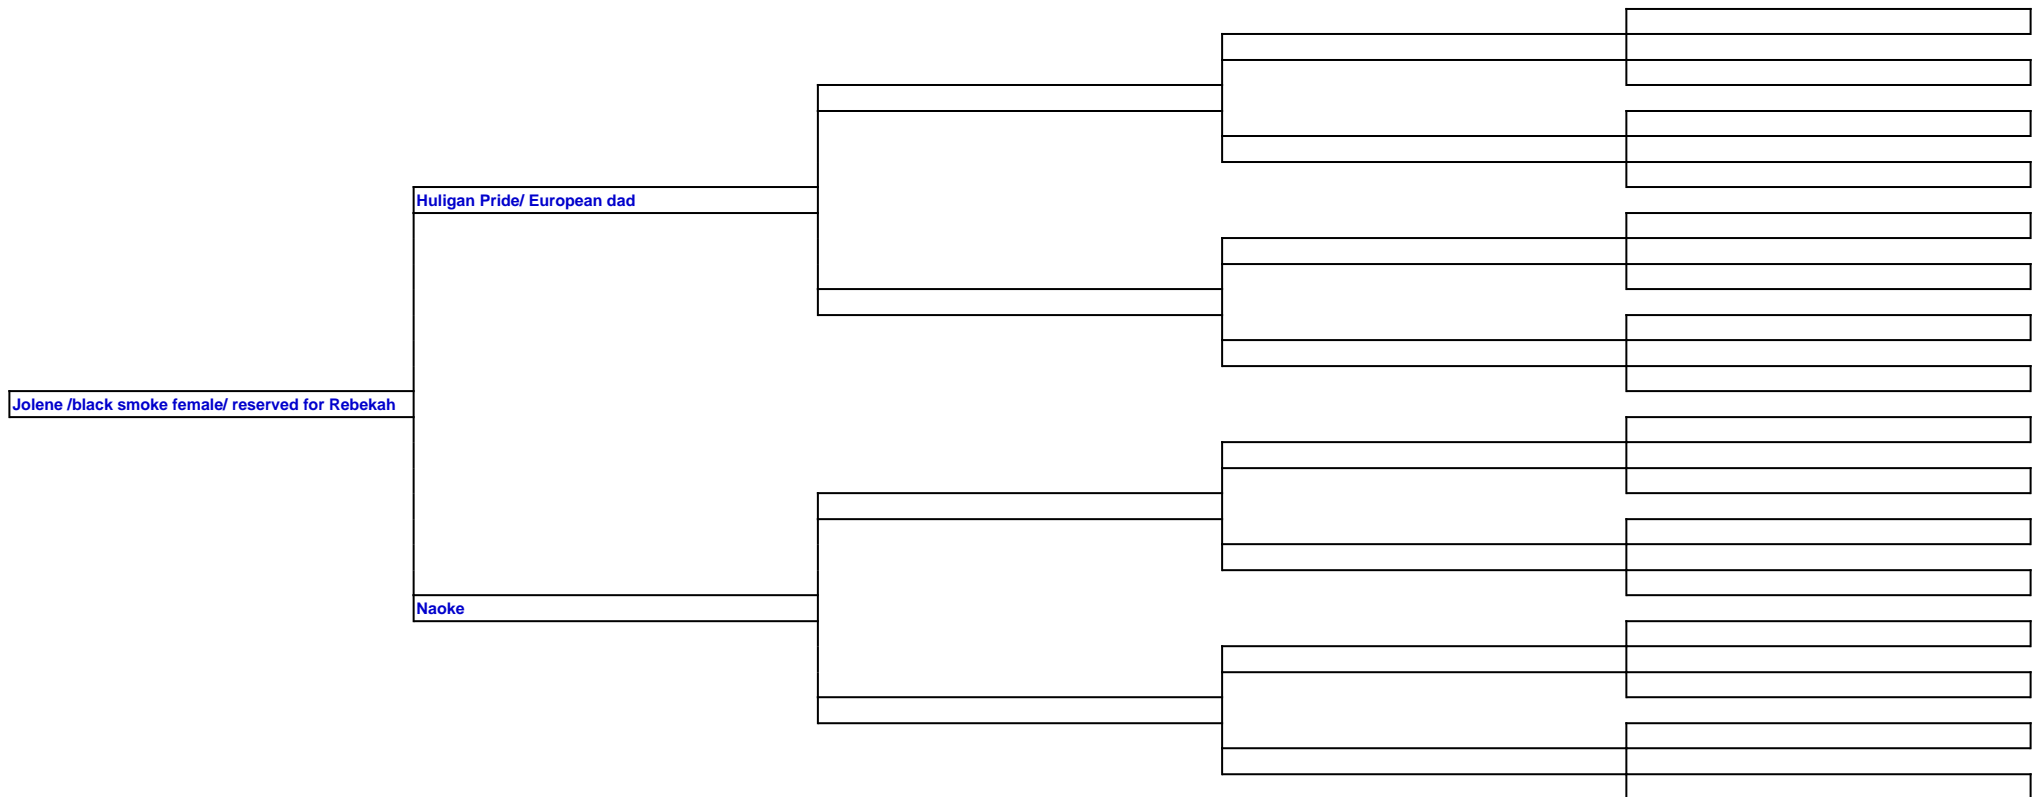 Huligan Pride/ European dad
Jolene /black smoke female/ reserved for Rebekah
Naoke